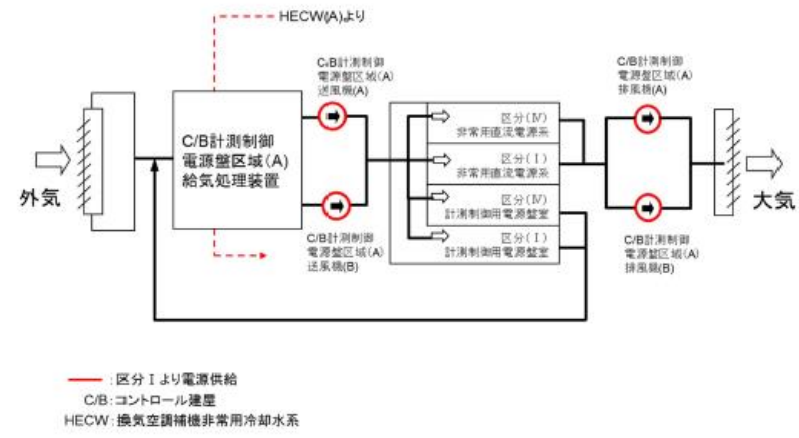 HECW(A)より
C/B計測制御
電源盤区域(A)
送風機(A)
C/B計測制御
電源盤区域(A)
排風機(A)
C/B計測制御
電源盤区域(A)
給気処理装置
区分(Ⅳ)
非常用直流電源系
区分(Ⅰ)
非常用直流電源系
区分(Ⅳ)
計測制御用電源盤室
区分(Ⅰ)
計測制御用電源盤室
外気
大気
C/B計測制御
電源盤区域(A)
送風機(B)
C/B計測制御
電源盤区域(A)
排風機(B)
:区分Ⅰより電源供給
C/B:コントロール建屋
HECW:換気空調補機非常用冷却水系